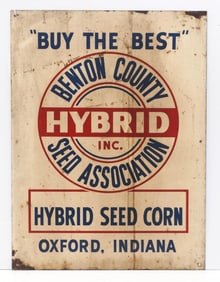 "BUY THE BEST"
BENTON COUNTY
HYBRID
INC.
SEED ASSOCIATION
HYBRID SEED CORN
OXFORD, INDIANA